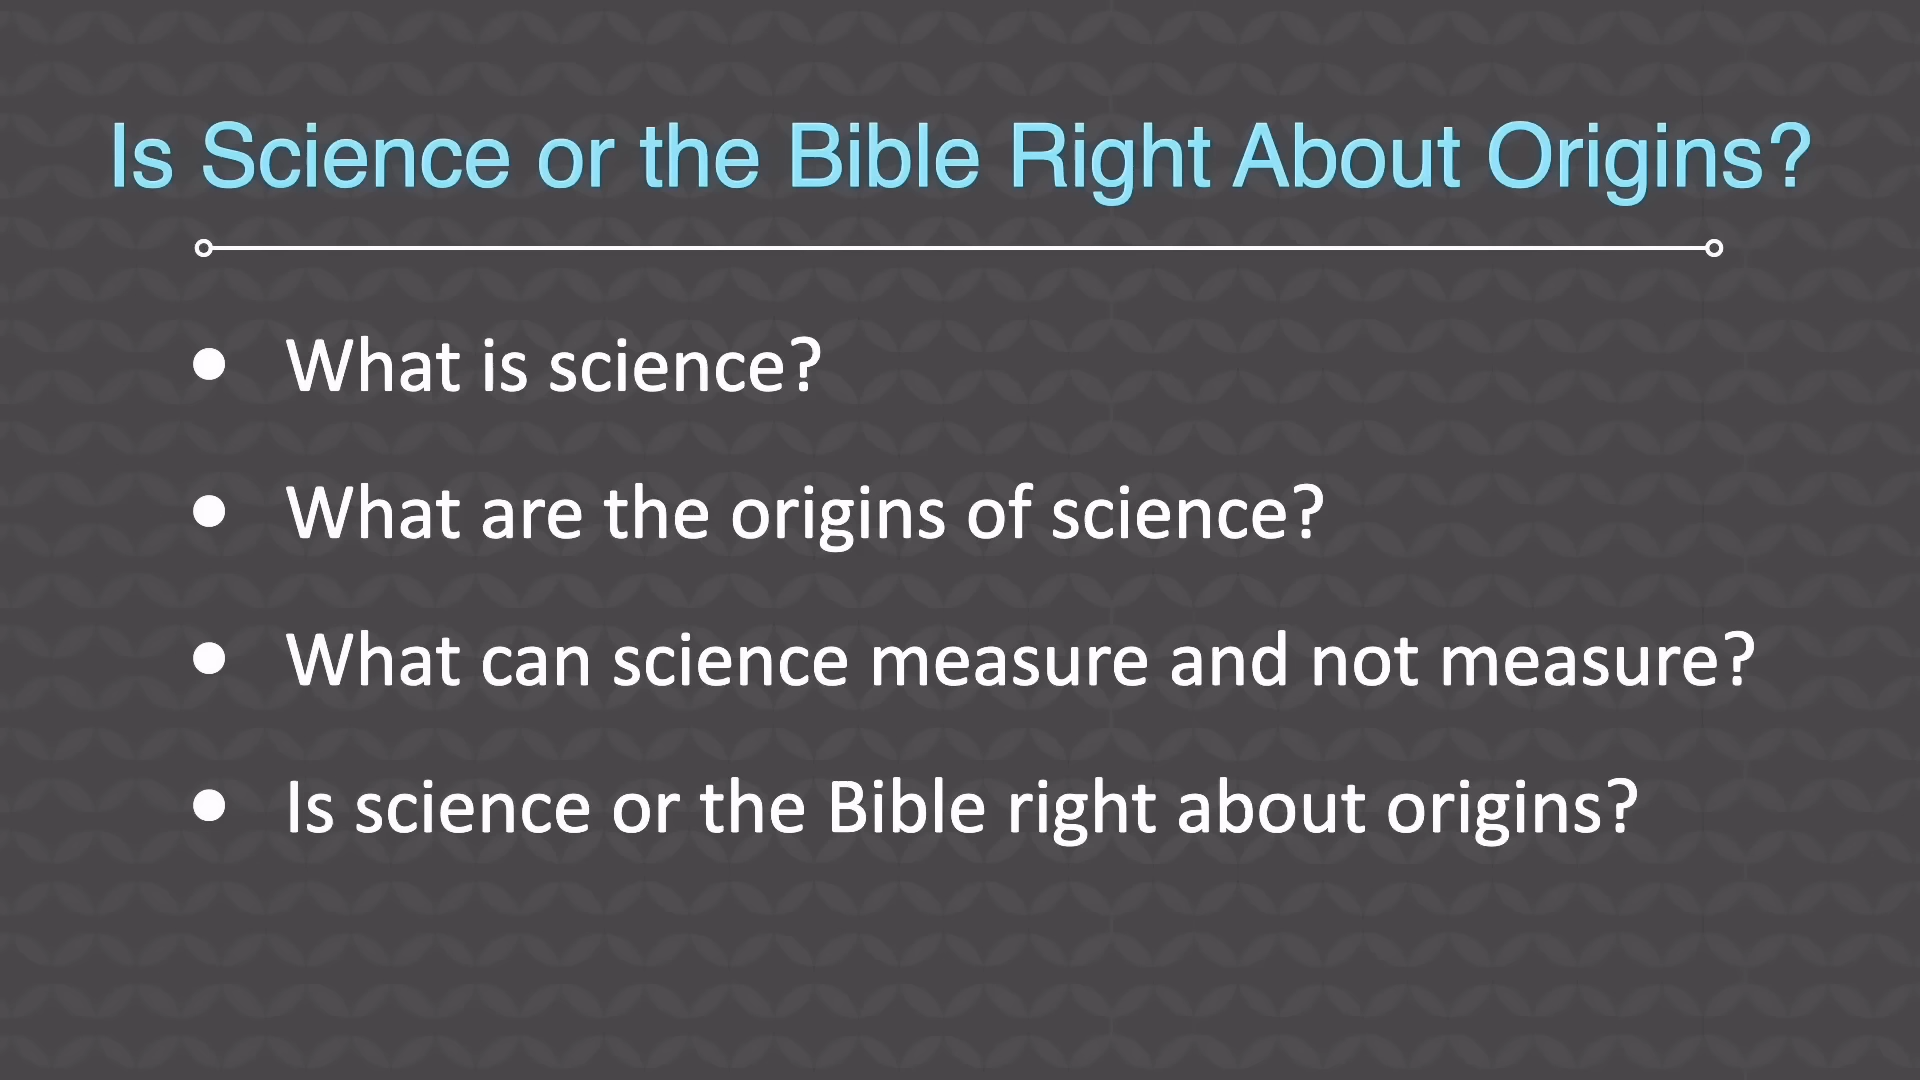 Is Science or the Bible Right About Origins?
● What is science?
● What are the origins of science?
● What can science measure and not measure?
● Is science or the Bible right about origins?